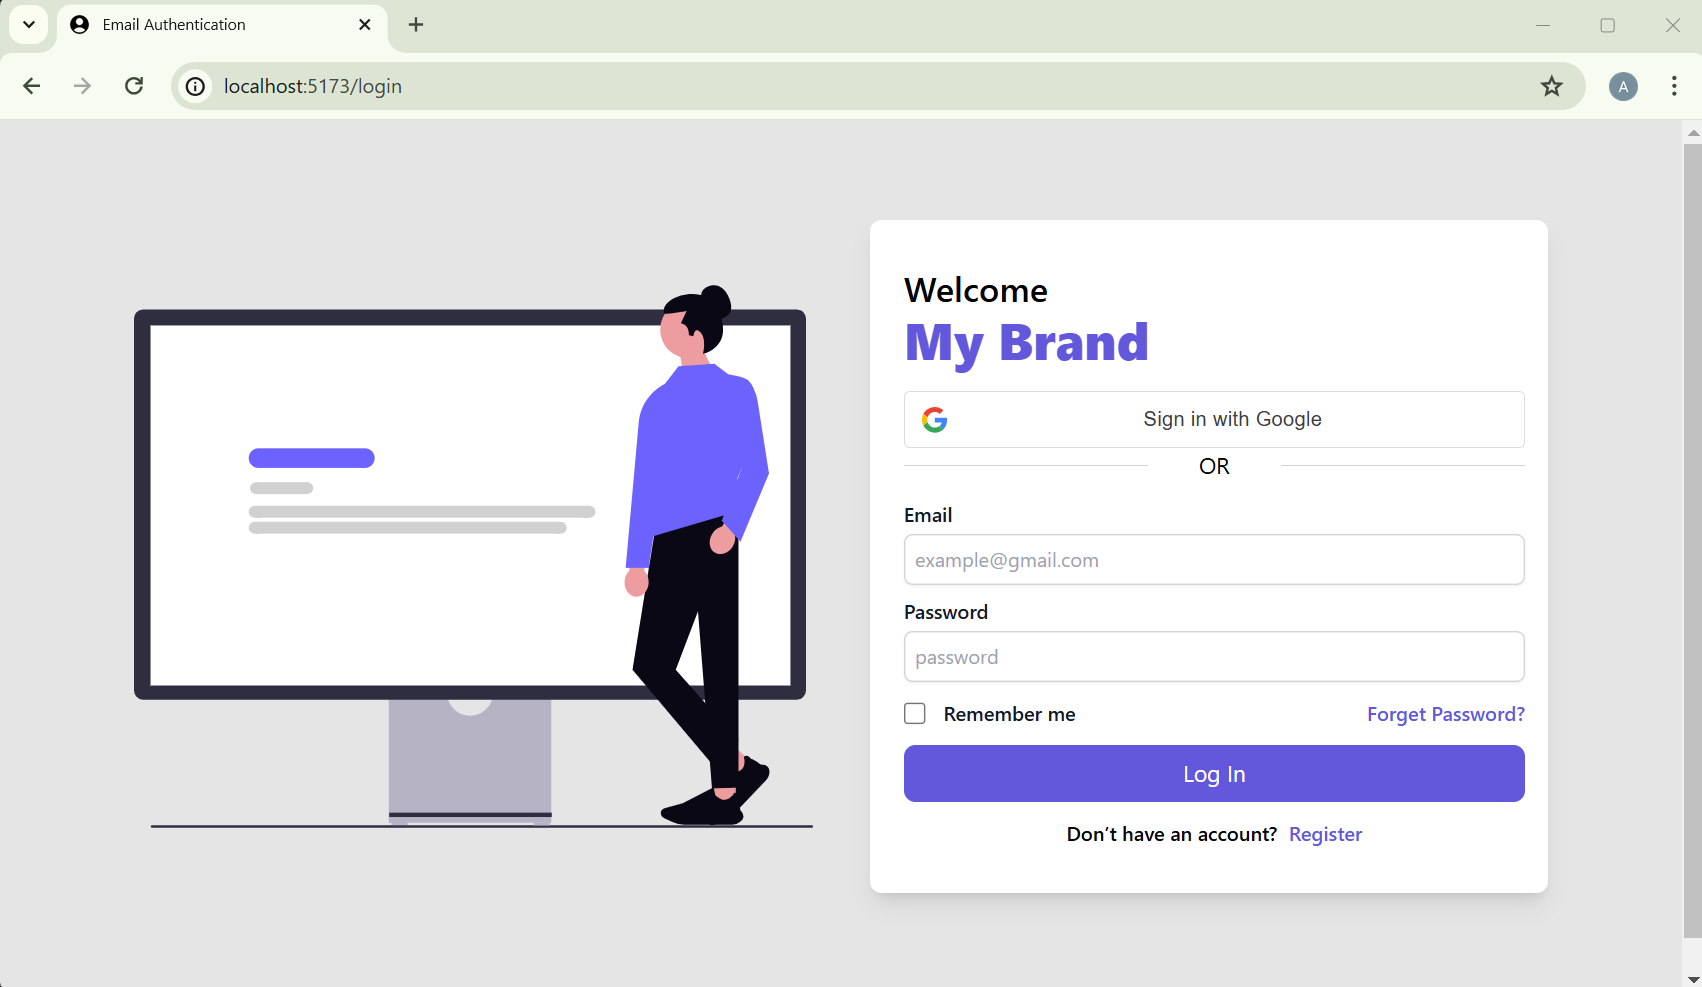 Email Authentication
localhost:5173/login
A
Welcome
My Brand
Sign in with Google
OR
Email
example@gmail.com
Password
password
Remember me Forget Password?
Log In
Don't have an account? Register